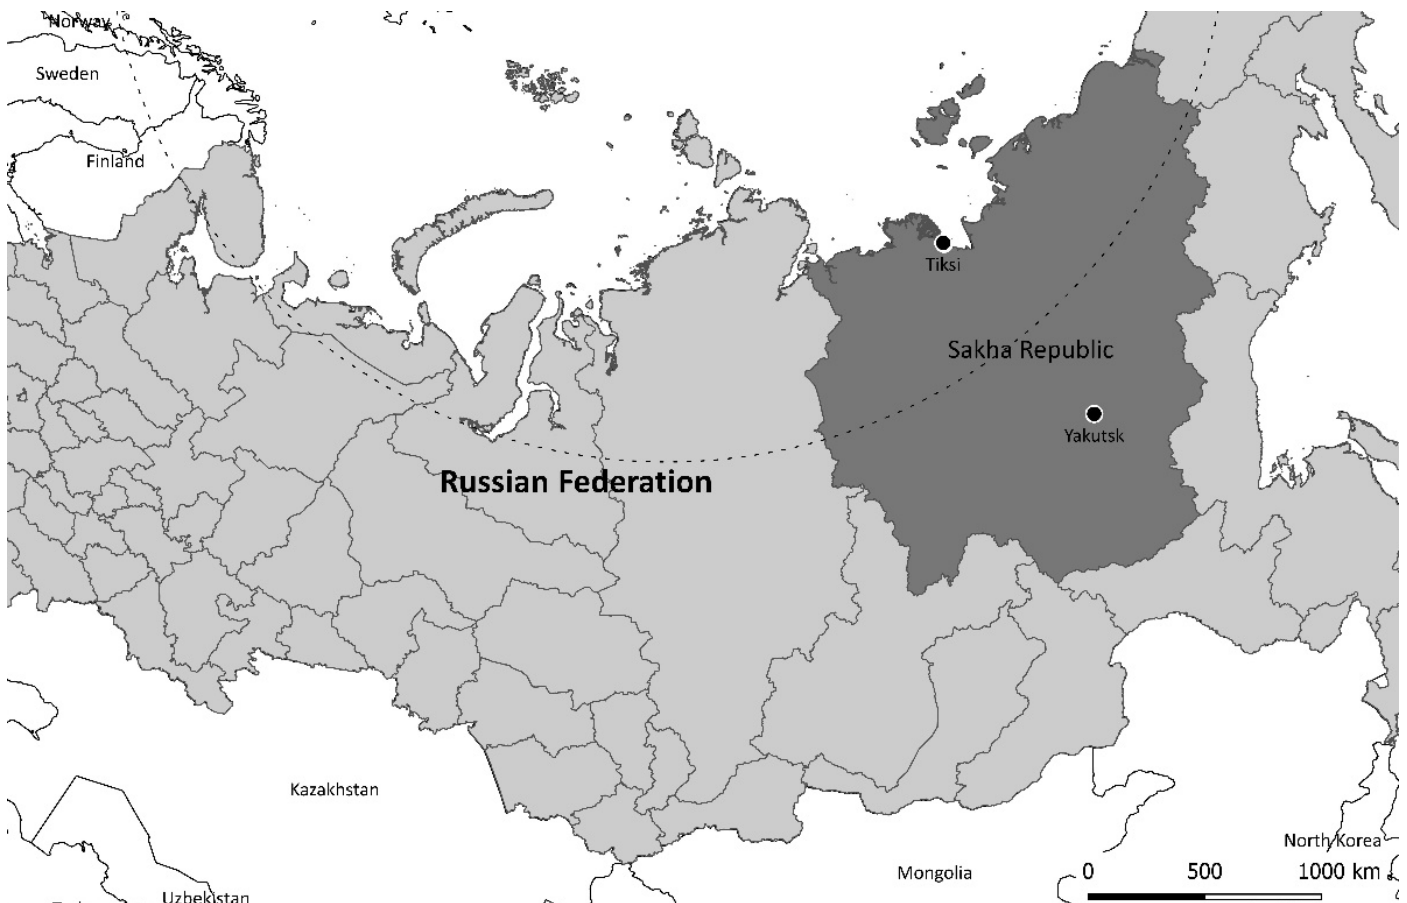 Norway
Sweden
Finland
Tiksi
Sakha Republic
Yakutsk
Russian Federation
Kazakhstan
North Korea
Mongolia
0 500 1000 km
Uzbekistan